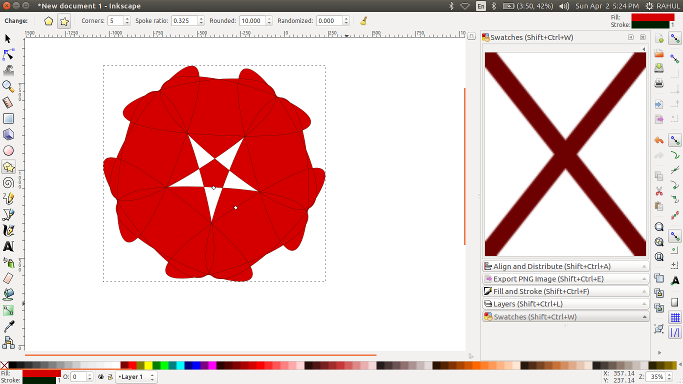 *New document 1 - Inkscape
En
(3:50, 42%)
Sun Apr 2 5:24 PM
RAHUL
Change:
Corners: 5
Spoke ratio: 0.325
Rounded: 10.000
Randomized: 0.000
Fill:
Stroke:
1
Swatches (Shift+Ctrl+W)
Align and Distribute (Shift+Ctrl+A)
Export PNG Image (Shift+Ctrl+E)
Fill and Stroke (Shift+Ctrl+F)
Layers (Shift+Ctrl+L)
Swatches (Shift+Ctrl+W)
Fill:
Stroke:
1
O: 0
Layer 1
X: 357.14
Y: 237.14
Z: 35%